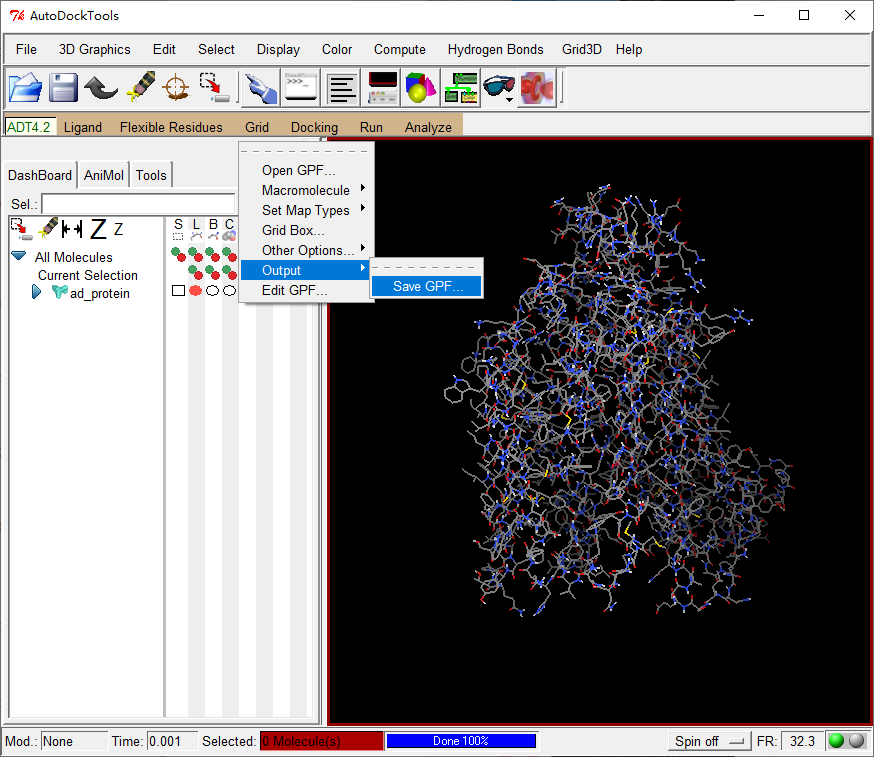 AutoDockTools
File 3D Graphics Edit Select Display Color Compute Hydrogen Bonds Grid3D Help
>>>
ADT4.2 Ligand Flexible Residues Grid Docking Run Analyze
DashBoard AniMol Tools
Sel.:
Z Z
S L B C
All Molecules
Current Selection
ad_protein
Open GPF...
Macromolecule
Set Map Types
Grid Box...
Other Options...
Output
Edit GPF...
Save GPF...
Mod.: None Time: 0.001 Selected: 0 Molecule(s) Done 100% Spin off FR: 32.3